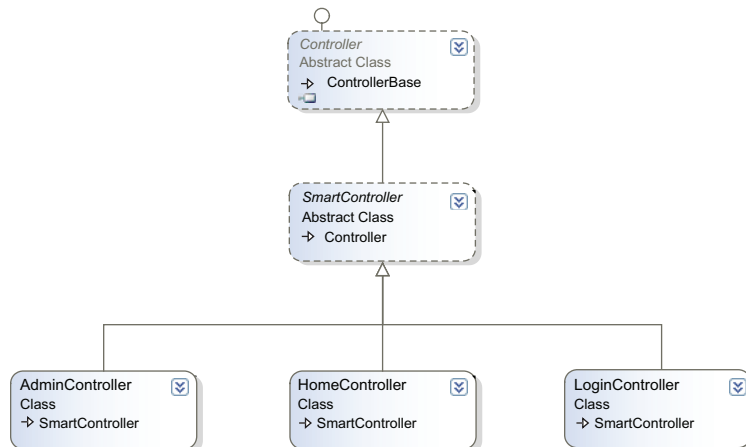 Controller
Abstract Class
ControllerBase
SmartController
Abstract Class
Controller
AdminController
Class
SmartController
HomeController
Class
SmartController
LoginController
Class
SmartController